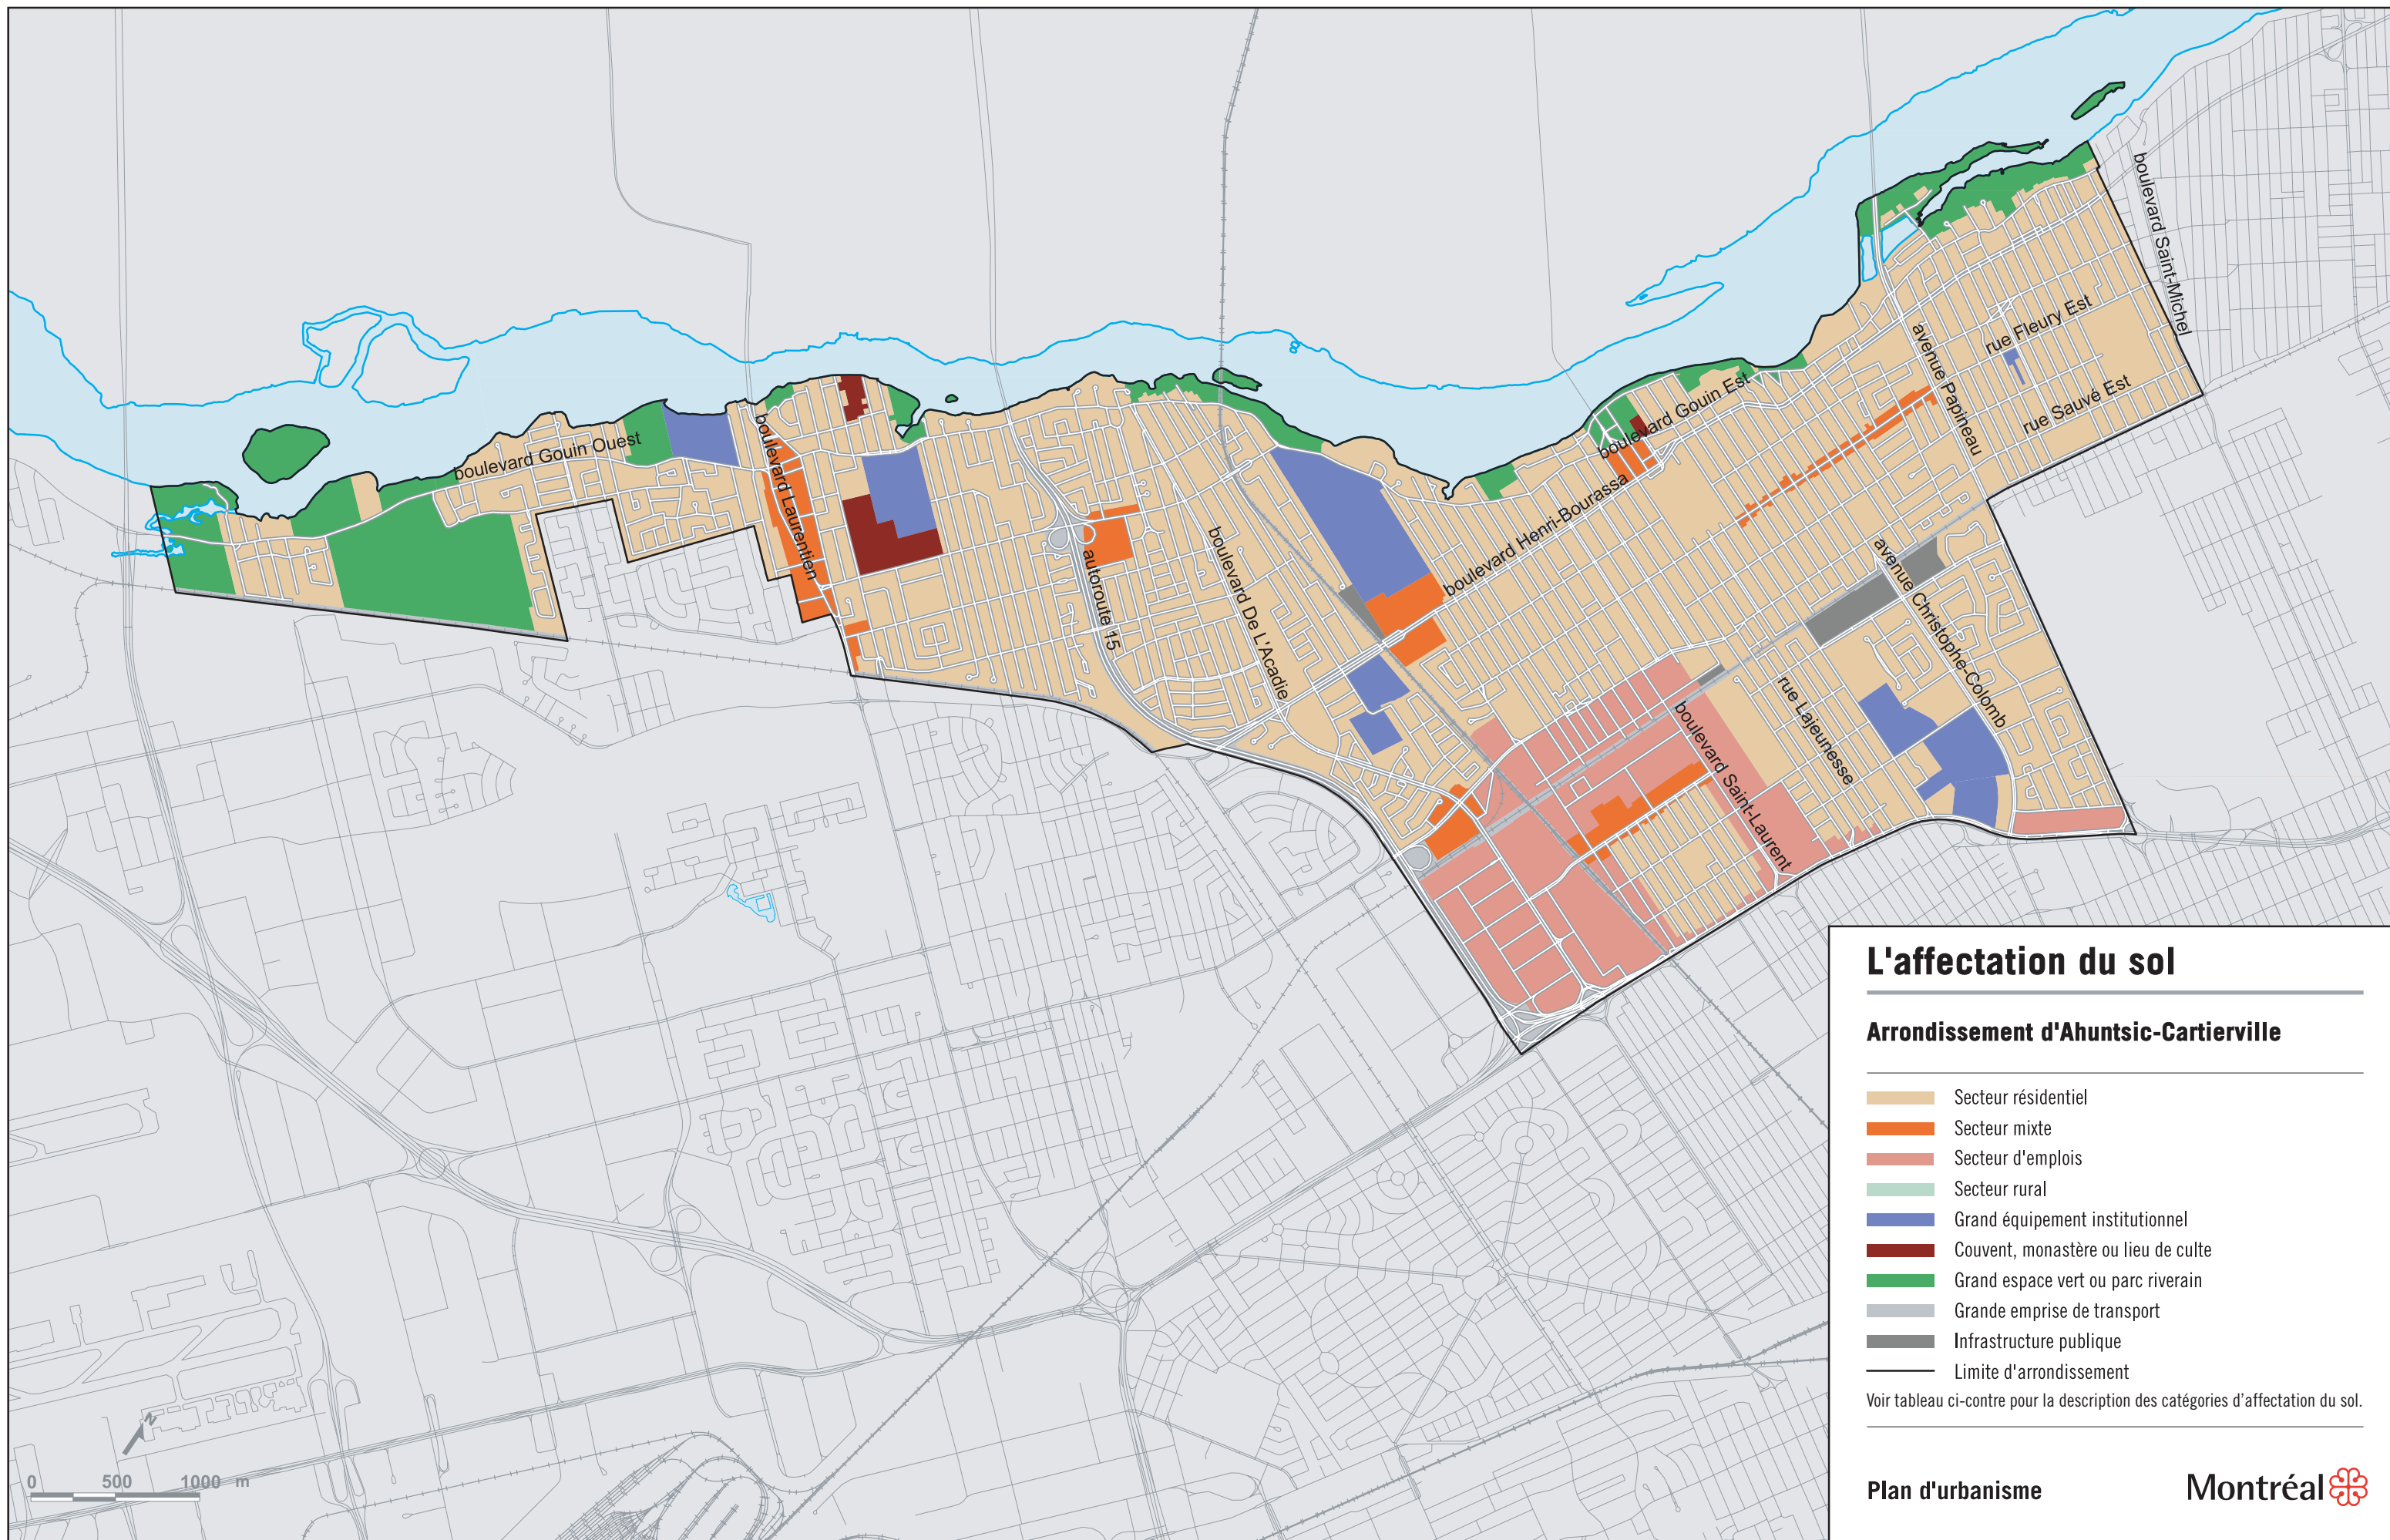 boulevard Saint-Michel
rue Fleury Est
avenue Papineau
rue Sauvé Est
boulevard Gouin Est
boulevard Gouin Ouest
boulevard Laurentien
boulevard Henri-Bourassa
autoroute 15
boulevard De L'Acadie
avenue Christophe-Colomb
rue Lajeunesse
boulevard Saint-Laurent
L'affectation du sol
Arrondissement d'Ahuntsic-Cartierville
Secteur résidentiel
Secteur mixte
Secteur d'emplois
Secteur rural
Grand équipement institutionnel
Couvent, monastère ou lieu de culte
Grand espace vert ou parc riverain
Grande emprise de transport
Infrastructure publique
Limite d'arrondissement
Voir tableau ci-contre pour la description des catégories d'affectation du sol.
N
0 500 1000 m
Plan d'urbanisme
Montréal